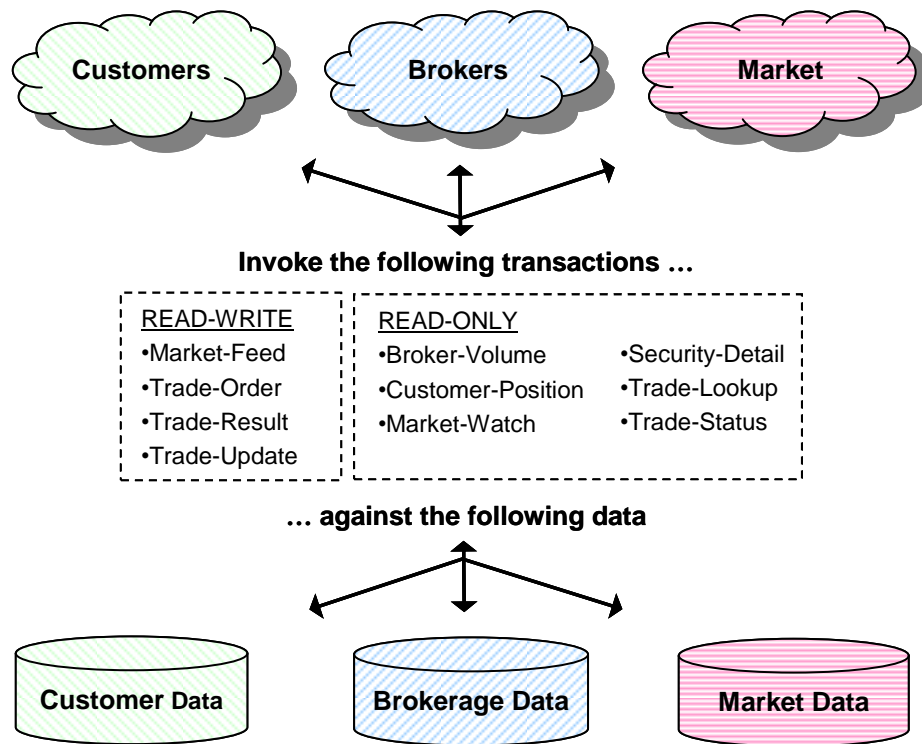 Customers
Brokers
Market
Invoke the following transactions …
READ-WRITE
•Market-Feed
•Trade-Order
•Trade-Result
•Trade-Update
READ-ONLY
•Broker-Volume
•Customer-Position
•Market-Watch
•Security-Detail
•Trade-Lookup
•Trade-Status
… against the following data
Customer Data
Brokerage Data
Market Data